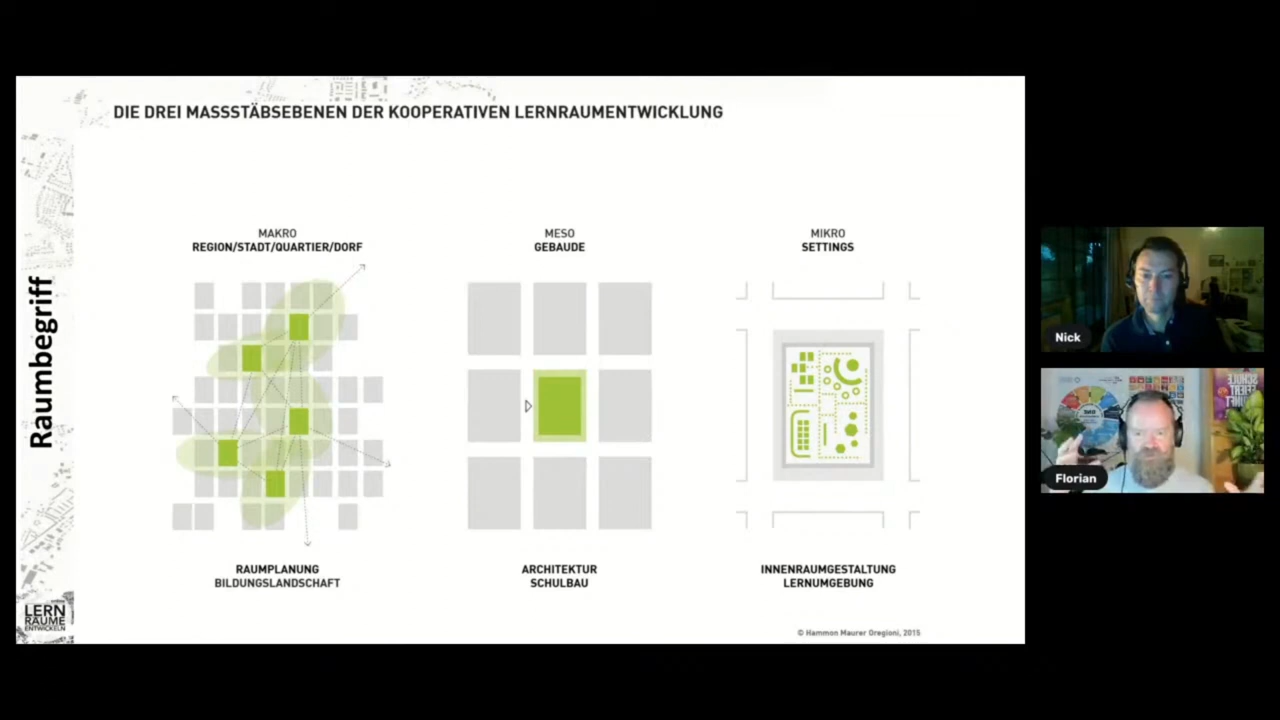 DIE DREI MASSSTÄBSEBENEN DER KOOPERATIVEN LERNRAUMENTWICKLUNG
Raumbegriff
MAKRO
REGION/STADT/QUARTIER/DORF
MESO
GEBAUDE
MIKRO
SETTINGS
RAUMPLANUNG
BILDUNGSLANDSCHAFT
ARCHITEKTUR
SCHULBAU
INNENRAUMGESTALTUNG
LERNUMGEBUNG
LERN
RÄUME
ENTWICKELN
© Hammon Maurer Oregioni, 2015
Nick
Florian